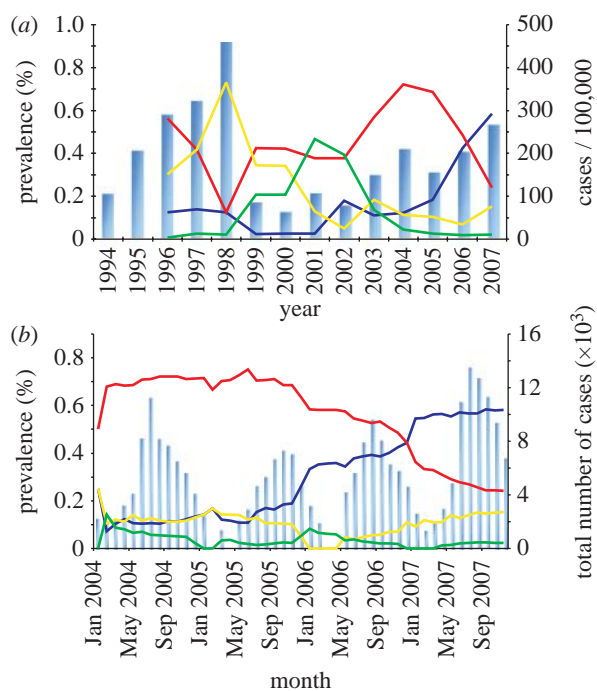 (a)
prevalence (%)
1.0
0.8
0.6
0.4
0.2
0
500
400
300
200
100
0
cases / 100,000
1994
1995
1996
1997
1998
1999
2000
2001
2002
2003
2004
2005
2006
2007
year
(b)
prevalence (%)
0.8
0.6
0.4
0.2
0
16
12
8
4
0
total number of cases (×10³)
Jan 2004
May 2004
Sep 2004
Jan 2005
May 2005
Sep 2005
Jan 2006
May 2006
Sep 2006
Jan 2007
May 2007
Sep 2007
month